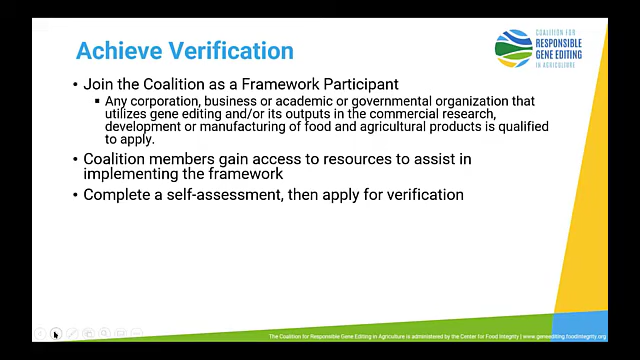 Achieve Verification
COALITION FOR
RESPONSIBLE
GENE EDITING
IN AGRICULTURE
• Join the Coalition as a Framework Participant
▪ Any corporation, business or academic or governmental organization that
utilizes gene editing and/or its outputs in the commercial research,
development or manufacturing of food and agricultural products is qualified
to apply.
• Coalition members gain access to resources to assist in
implementing the framework
• Complete a self-assessment, then apply for verification
The Coalition for Responsible Gene Editing in Agriculture is administered by the Center for Food Integrity | www.geneediting.foodintegrity.org